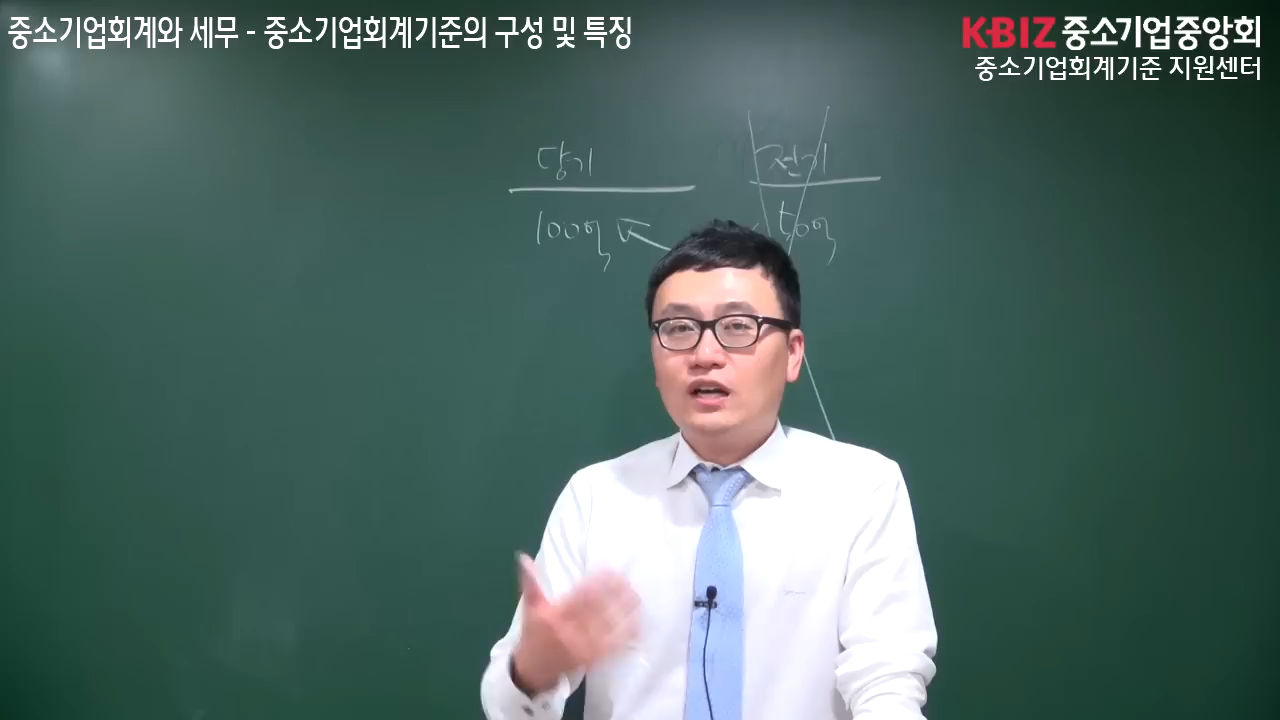 중소기업회계와 세무 - 중소기업회계기준의 구성 및 특징
K-BIZ 중소기업중앙회
중소기업회계기준 지원센터
당기
전기
100억
50억